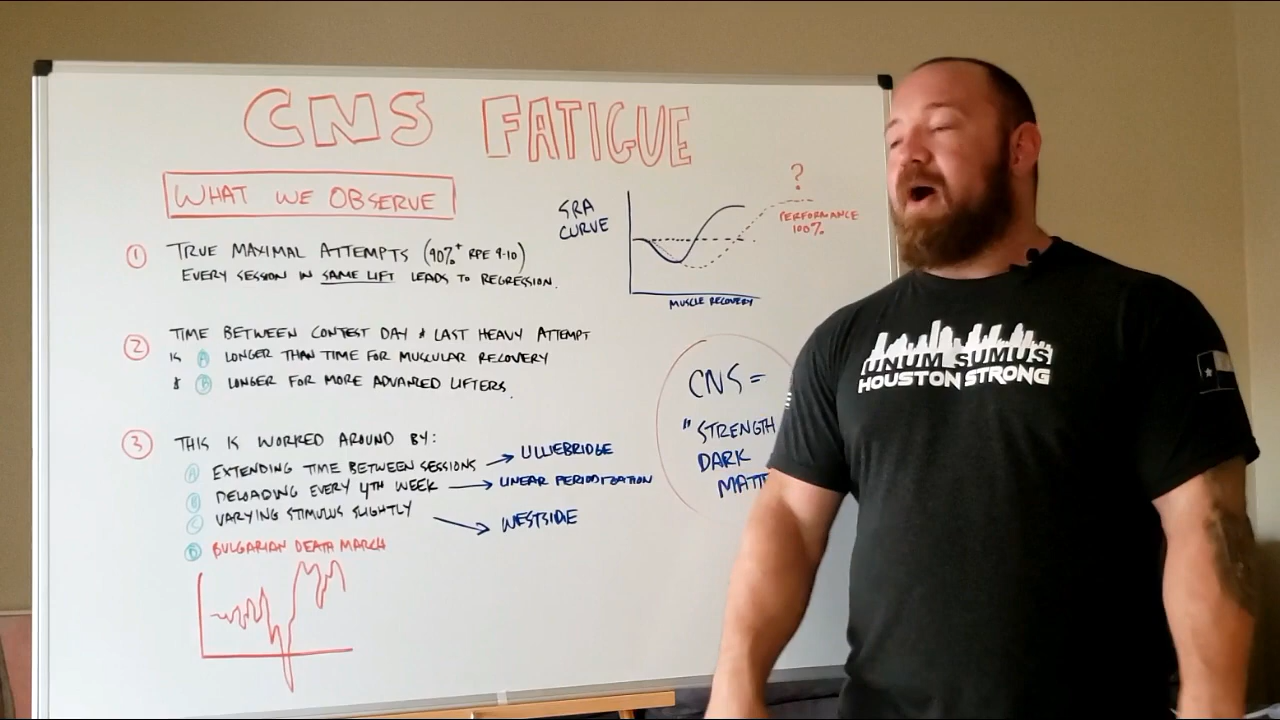 CNS FATIGUE
WHAT WE OBSERVE
1 TRUE MAXIMAL ATTEMPTS (90%+ RPE 9-10)
EVERY SESSION IN SAME LIFT LEADS TO REGRESSION.
2 TIME BETWEEN CONTEST DAY & LAST HEAVY ATTEMPT
IS A LONGER THAN TIME FOR MUSCULAR RECOVERY
& B LONGER FOR MORE ADVANCED LIFTERS.
3 THIS IS WORKED AROUND BY:
A EXTENDING TIME BETWEEN SESSIONS → LILLIEBRIDGE
B DELOADING EVERY 4TH WEEK → LINEAR PERIODIZATION
C VARYING STIMULUS SLIGHTLY → WESTSIDE
D BULGARIAN DEATH MARCH
SRA
CURVE
?
PERFORMANCE
100%
MUSCLE RECOVERY
CNS =
"STRENGTH
DARK
MATT
UNUM SUMUS
HOUSTON STRONG